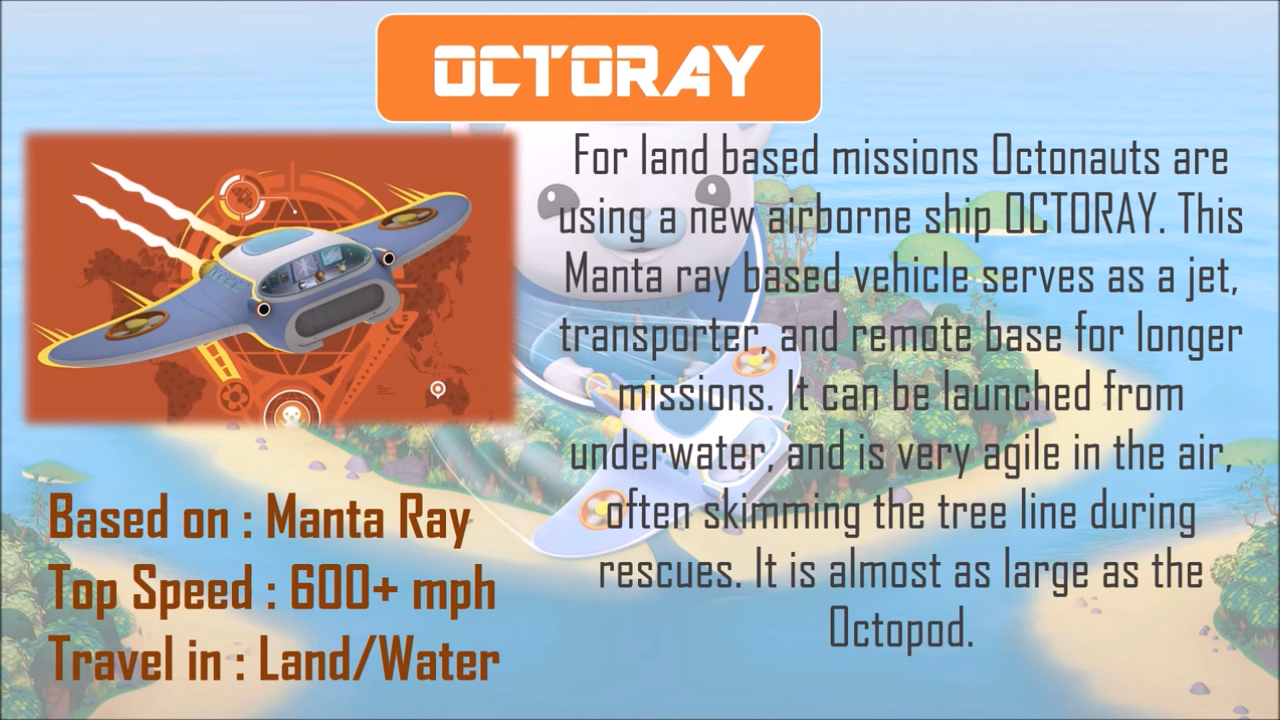 OCTORAY
For land based missions Octonauts are
using a new airborne ship OCTORAY. This
Manta ray based vehicle serves as a jet,
transporter, and remote base for longer
missions. It can be launched from
underwater, and is very agile in the air,
often skimming the tree line during
rescues. It is almost as large as the
Octopod.
Based on : Manta Ray
Top Speed : 600+ mph
Travel in : Land/Water